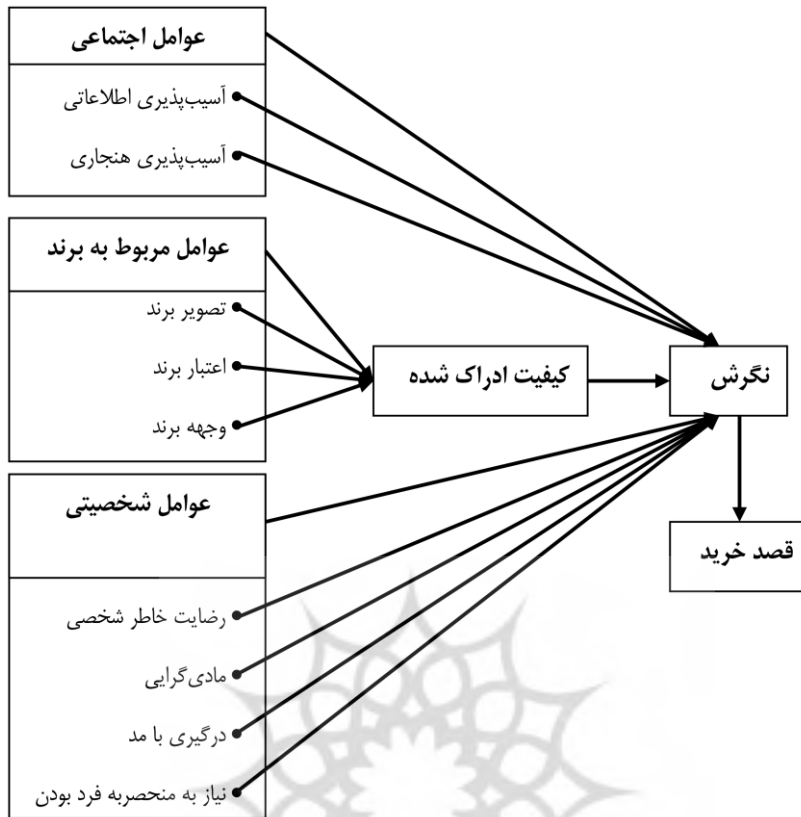 عوامل اجتماعی
آسیب‌پذیری اطلاعاتی
آسیب‌پذیری هنجاری
عوامل مربوط به برند
تصویر برند
اعتبار برند
وجهه برند
کیفیت ادراک شده
نگرش
قصد خرید
عوامل شخصیتی
رضایت خاطر شخصی
مادی‌گرایی
درگیری با مد
نیاز به منحصربه فرد بودن